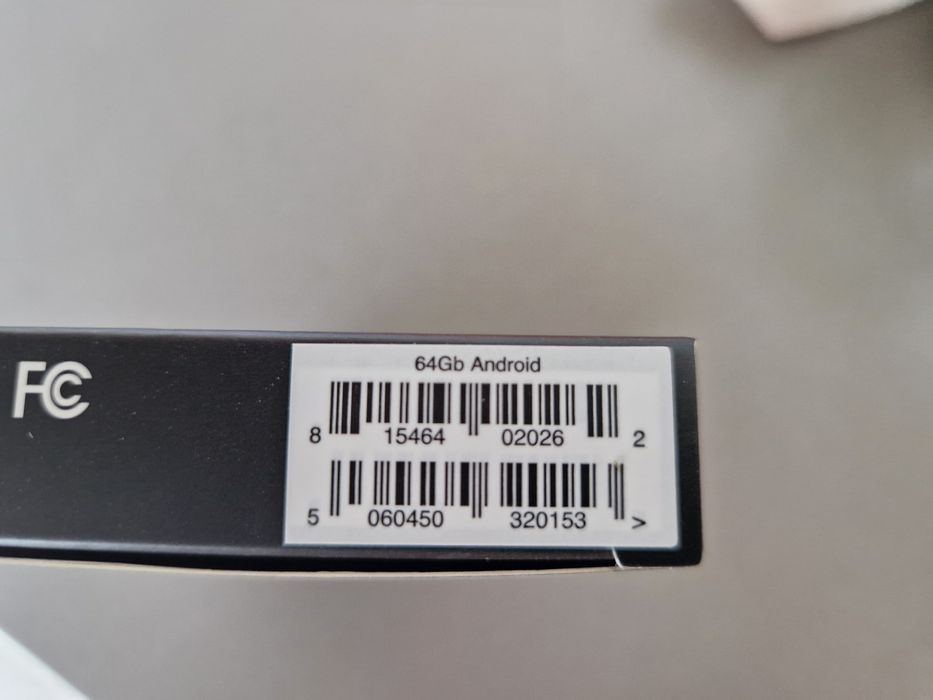 FC
64Gb Android
8 15464 02026 2
5 060450 320153 >